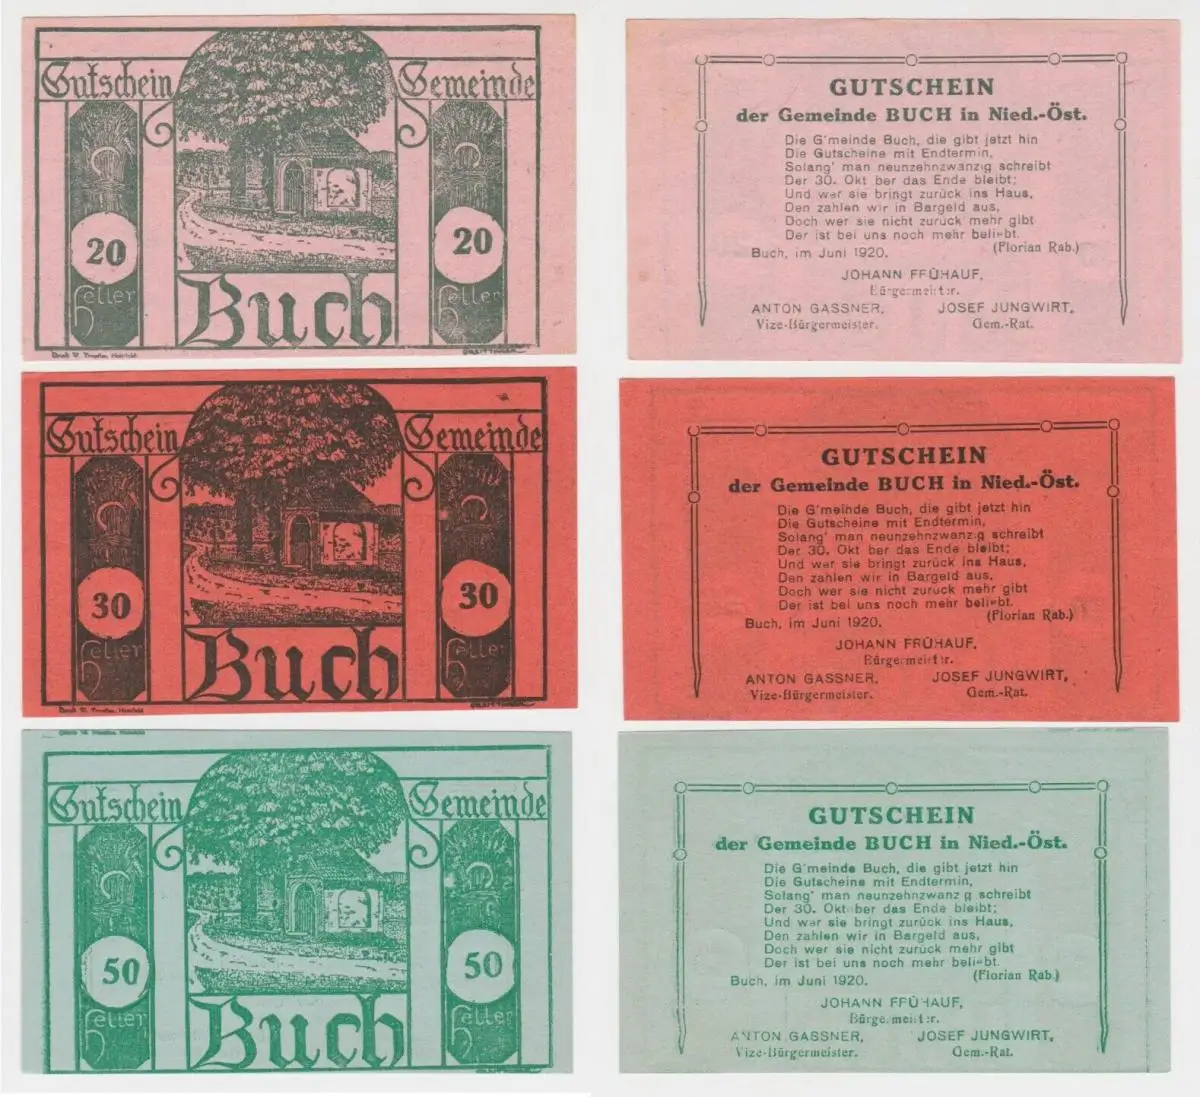 Gutschein Gemeinde
20 20
Heller Heller
Buch
GUTSCHEIN
der Gemeinde BUCH in Nied.-Öst.
Die G'meinde Buch, die gibt jetzt hin
Die Gutscheine mit Endtermin,
Solang' man neunzehnzwanzig schreibt
Der 30. Okt ber das Ende bleibt;
Und wer sie bringt zurück ins Haus,
Den zahlen wir in Bargeld aus,
Doch wer sie nicht zurück mehr gibt
Der ist bei uns noch mehr beliebt.
(Florian Rab.)
Buch, im Juni 1920.
JOHANN FRÜHAUF,
Bürgermeister.
ANTON GASSNER, JOSEF JUNGWIRT,
Vize-Bürgermeister. Gem.-Rat.
Gutschein Gemeinde
30 30
Heller Heller
Buch
GUTSCHEIN
der Gemeinde BUCH in Nied.-Öst.
Die G'meinde Buch, die gibt jetzt hin
Die Gutscheine mit Endtermin,
Solang' man neunzehnzwanzig schreibt
Der 30. Okt ber das Ende bleibt;
Und wer sie bringt zurück ins Haus,
Den zahlen wir in Bargeld aus,
Doch wer sie nicht zurück mehr gibt
Der ist bei uns noch mehr beliebt.
(Florian Rab.)
Buch, im Juni 1920.
JOHANN FRÜHAUF,
Bürgermeister.
ANTON GASSNER, JOSEF JUNGWIRT,
Vize-Bürgermeister. Gem.-Rat.
Gutschein Gemeinde
50 50
Heller Heller
Buch
GUTSCHEIN
der Gemeinde BUCH in Nied.-Öst.
Die G'meinde Buch, die gibt jetzt hin
Die Gutscheine mit Endtermin,
Solang' man neunzehnzwanzig schreibt
Der 30. Okt ber das Ende bleibt;
Und wer sie bringt zurück ins Haus,
Den zahlen wir in Bargeld aus,
Doch wer sie nicht zurück mehr gibt
Der ist bei uns noch mehr beliebt.
(Florian Rab.)
Buch, im Juni 1920.
JOHANN FRÜHAUF,
Bürgermeister.
ANTON GASSNER, JOSEF JUNGWIRT,
Vize-Bürgermeister. Gem.-Rat.